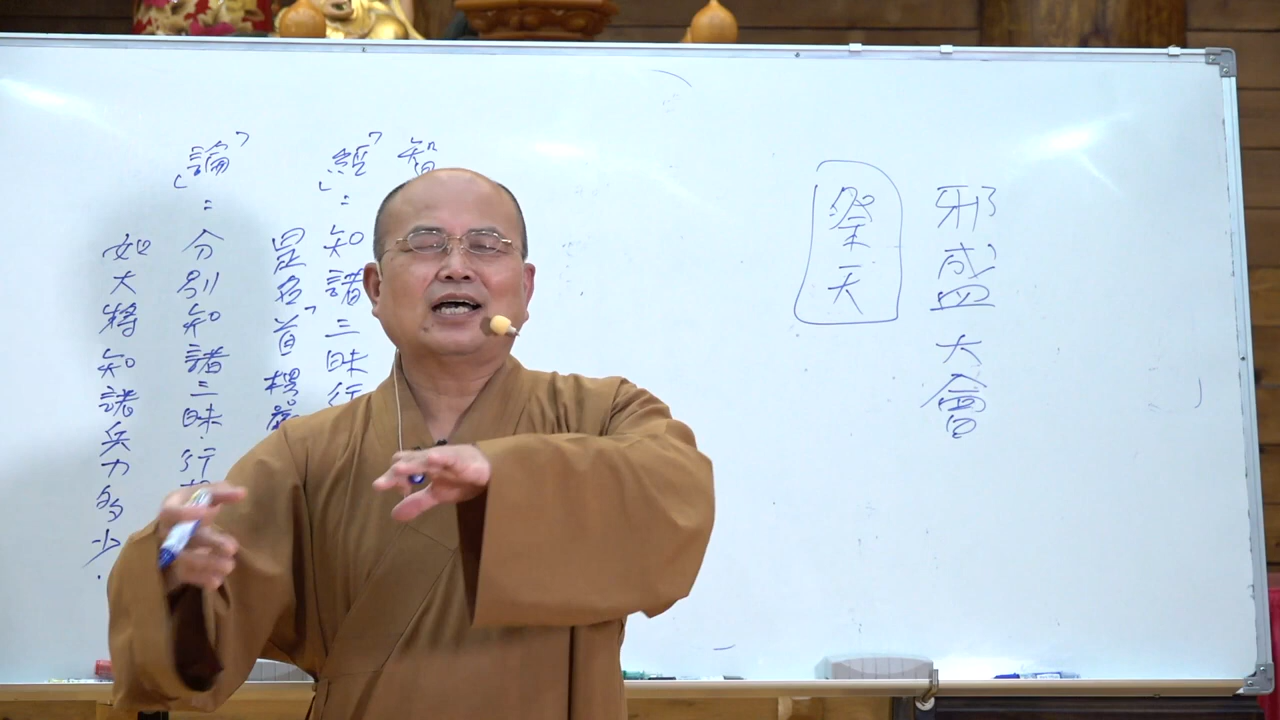 邪盛大會
祭天
智
「經」：知諸三昧行
是名「首楞嚴
「論」：分別知諸三昧行
如大將知諸兵力多少.